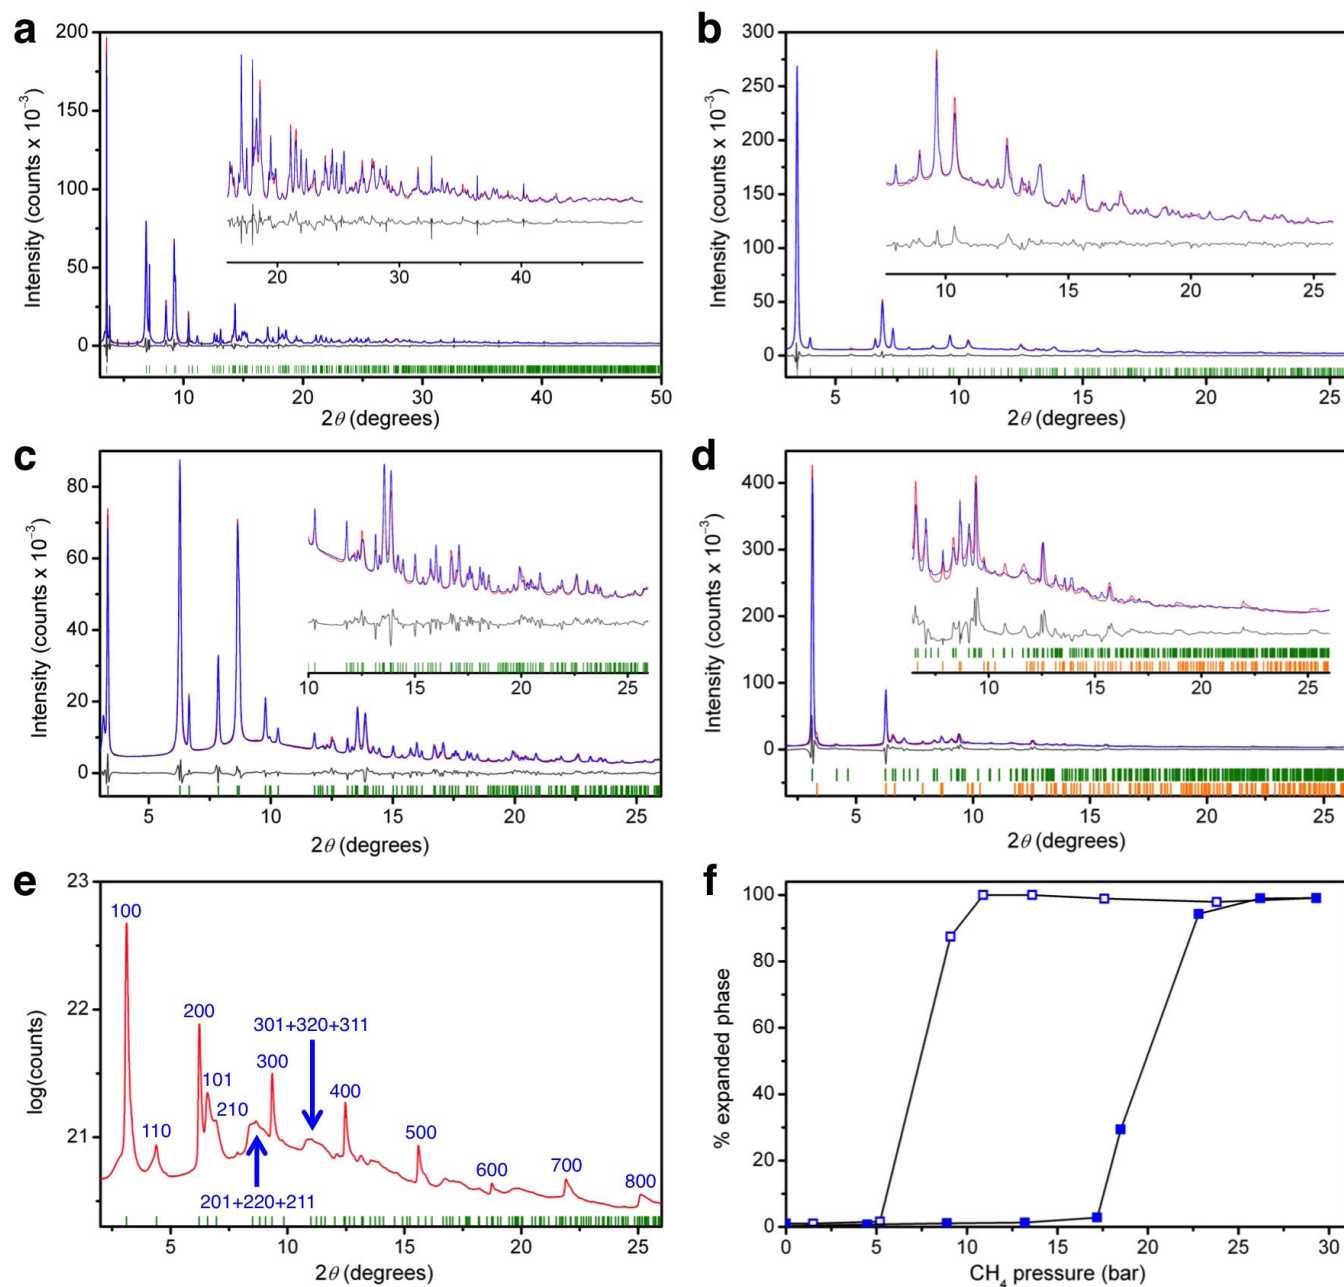 a
200
150
100
50
0
Intensity (counts x 10⁻³)
20 30 40
10 20 30 40 50
2θ (degrees)
b
300
250
200
150
100
50
0
Intensity (counts x 10⁻³)
10 15 20 25
5 10 15 20 25
2θ (degrees)
c
80
60
40
20
0
Intensity (counts x 10⁻³)
10 15 20 25
5 10 15 20 25
2θ (degrees)
d
400
300
200
100
0
Intensity (counts x 10⁻³)
10 15 20 25
5 10 15 20 25
2θ (degrees)
e
23
22
21
log(counts)
100
110
200
101
210
201+220+211
301+320+311
300
400
500
600
700
800
5 10 15 20 25
2θ (degrees)
f
100
80
60
40
20
0
% expanded phase
0 5 10 15 20 25 30
CH₄ pressure (bar)